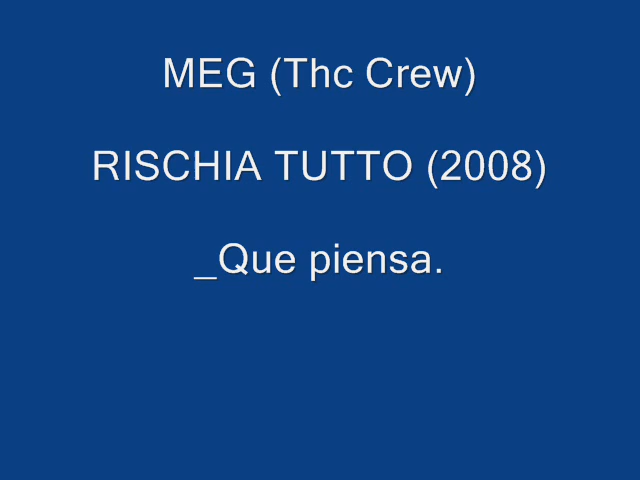 MEG (Thc Crew)
RISCHIA TUTTO (2008)
_Que piensa.